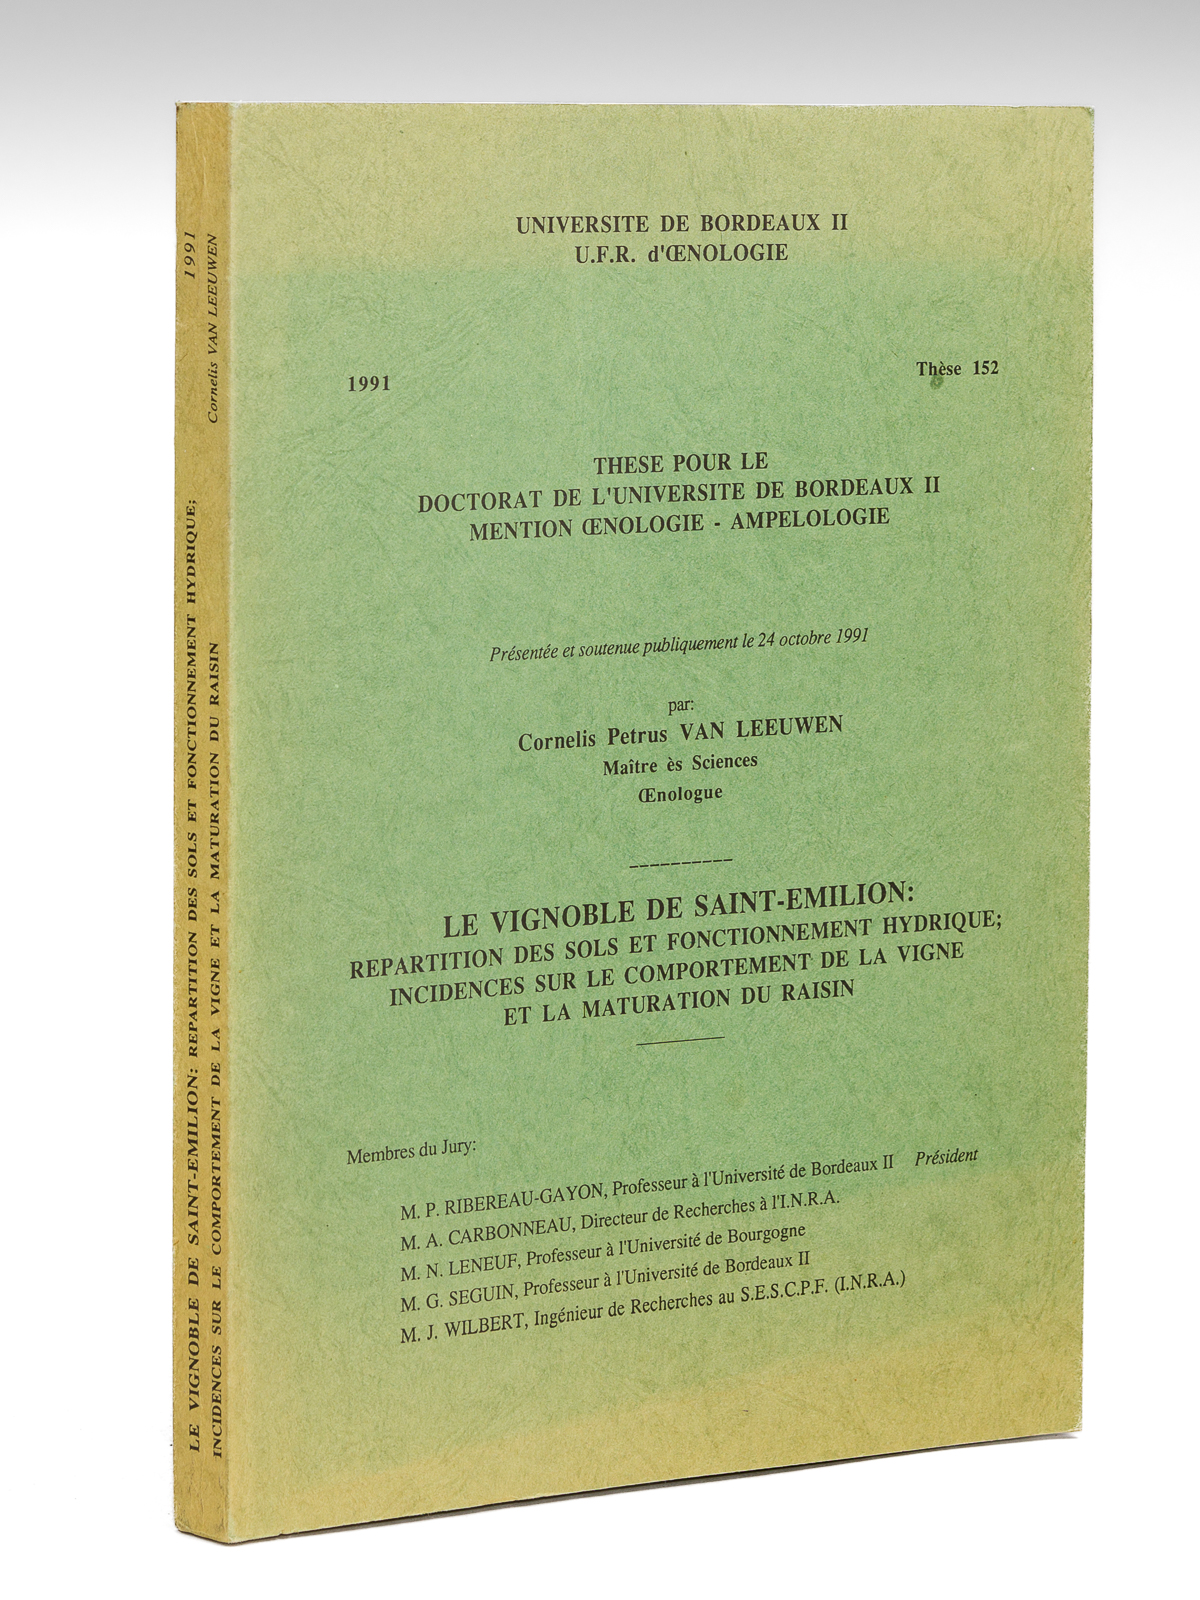 UNIVERSITE DE BORDEAUX II
U.F.R. d'ŒNOLOGIE
1991
Thèse 152
THESE POUR LE
DOCTORAT DE L'UNIVERSITE DE BORDEAUX II
MENTION ŒNOLOGIE - AMPELOLOGIE
Présentée et soutenue publiquement le 24 octobre 1991
par:
Cornelis Petrus VAN LEEUWEN
Maître ès Sciences
Œnologue
LE VIGNOBLE DE SAINT-EMILION:
REPARTITION DES SOLS ET FONCTIONNEMENT HYDRIQUE;
INCIDENCES SUR LE COMPORTEMENT DE LA VIGNE
ET LA MATURATION DU RAISIN
Membres du Jury:
M. P. RIBEREAU-GAYON, Professeur à l'Université de Bordeaux II Président
M. A. CARBONNEAU, Directeur de Recherches à l'I.N.R.A.
M. N. LENEUF, Professeur à l'Université de Bourgogne
M. G. SEGUIN, Professeur à l'Université de Bordeaux II
M. J. WILBERT, Ingénieur de Recherches au S.E.S.C.P.F. (I.N.R.A.)
LE VIGNOBLE DE SAINT-EMILION: REPARTITION DES SOLS ET FONCTIONNEMENT HYDRIQUE; 1991
INCIDENCES SUR LE COMPORTEMENT DE LA VIGNE ET LA MATURATION DU RAISIN Cornelis VAN LEEUWEN